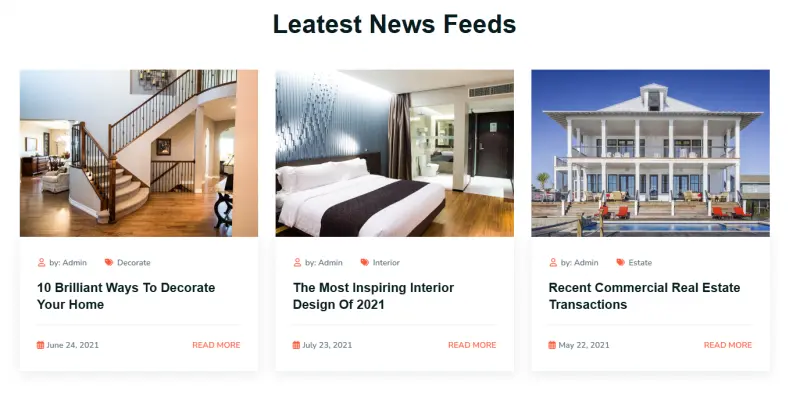 Leatest News Feeds
by: Admin Decorate
10 Brilliant Ways To Decorate
Your Home
June 24, 2021 READ MORE
by: Admin Interior
The Most Inspiring Interior
Design Of 2021
July 23, 2021 READ MORE
by: Admin Estate
Recent Commercial Real Estate
Transactions
May 22, 2021 READ MORE